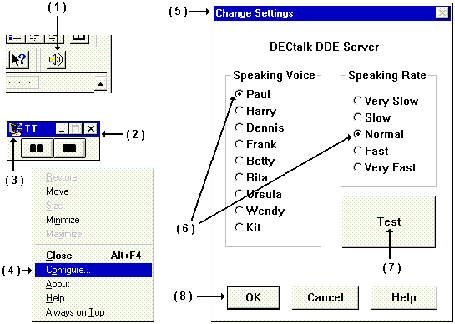 (1)
TT
(2)
(3)
Restore
Move
Size
Minimize
Maximize
Close Alt+F4
(4)
Configure...
About
Help
Always on Top
(5)
Change Settings
DECtalk DDE Server
Speaking Voice
Paul
Harry
Dennis
Frank
Betty
Rita
Ursula
Wendy
Kit
Speaking Rate
Very Slow
Slow
Normal
Fast
Very Fast
(6)
Test
(7)
(8)
OK
Cancel
Help